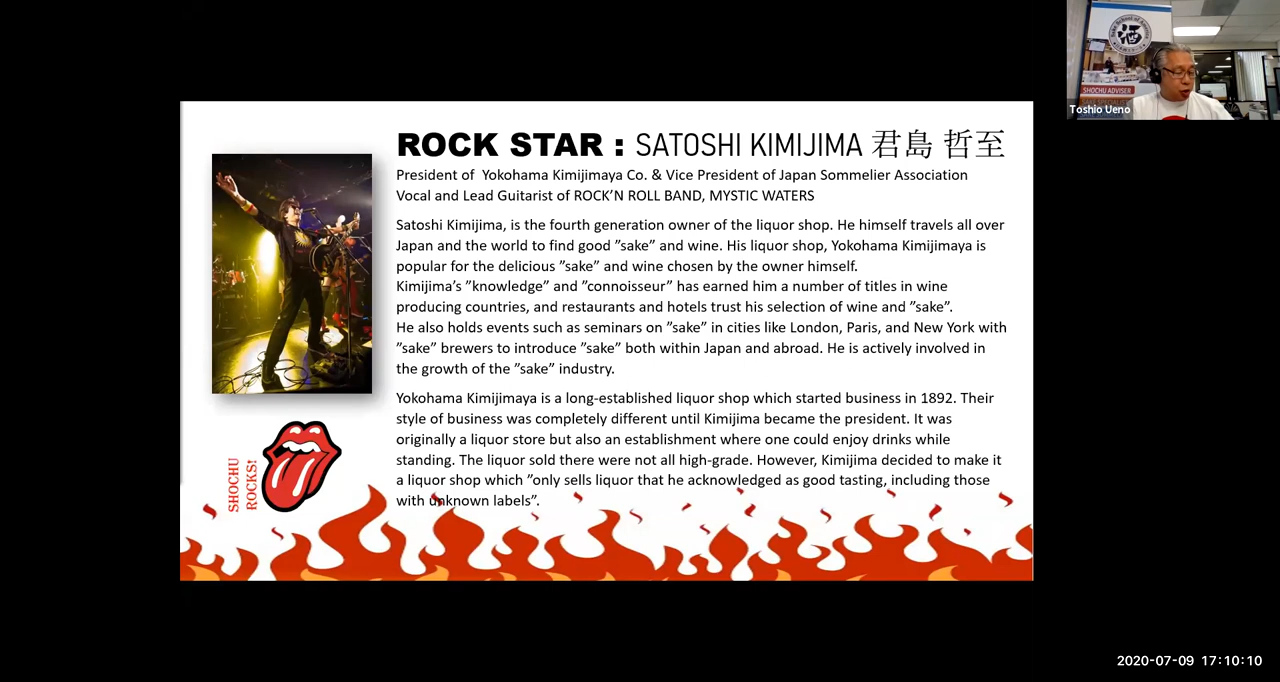 ROCK STAR : SATOSHI KIMIJIMA 君島 哲至
President of  Yokohama Kimijimaya Co. & Vice President of Japan Sommelier Association
Vocal and Lead Guitarist of ROCK’N ROLL BAND, MYSTIC WATERS
Satoshi Kimijima, is the fourth generation owner of the liquor shop. He himself travels all over
Japan and the world to find good ”sake” and wine. His liquor shop, Yokohama Kimijimaya is
popular for the delicious ”sake” and wine chosen by the owner himself.
Kimijima’s ”knowledge” and ”connoisseur” has earned him a number of titles in wine
producing countries, and restaurants and hotels trust his selection of wine and ”sake”.
He also holds events such as seminars on ”sake” in cities like London, Paris, and New York with
”sake” brewers to introduce ”sake” both within Japan and abroad. He is actively involved in
the growth of the ”sake” industry.
Yokohama Kimijimaya is a long-established liquor shop which started business in 1892. Their
style of business was completely different until Kimijima became the president. It was
originally a liquor store but also an establishment where one could enjoy drinks while
standing. The liquor sold there were not all high-grade. However, Kimijima decided to make it
a liquor shop which ”only sells liquor that he acknowledged as good tasting, including those
with unknown labels”.
SHOCHU
ROCKS!
SHOCHU ADVISER
Toshio Ueno
2020-07-09 17:10:10